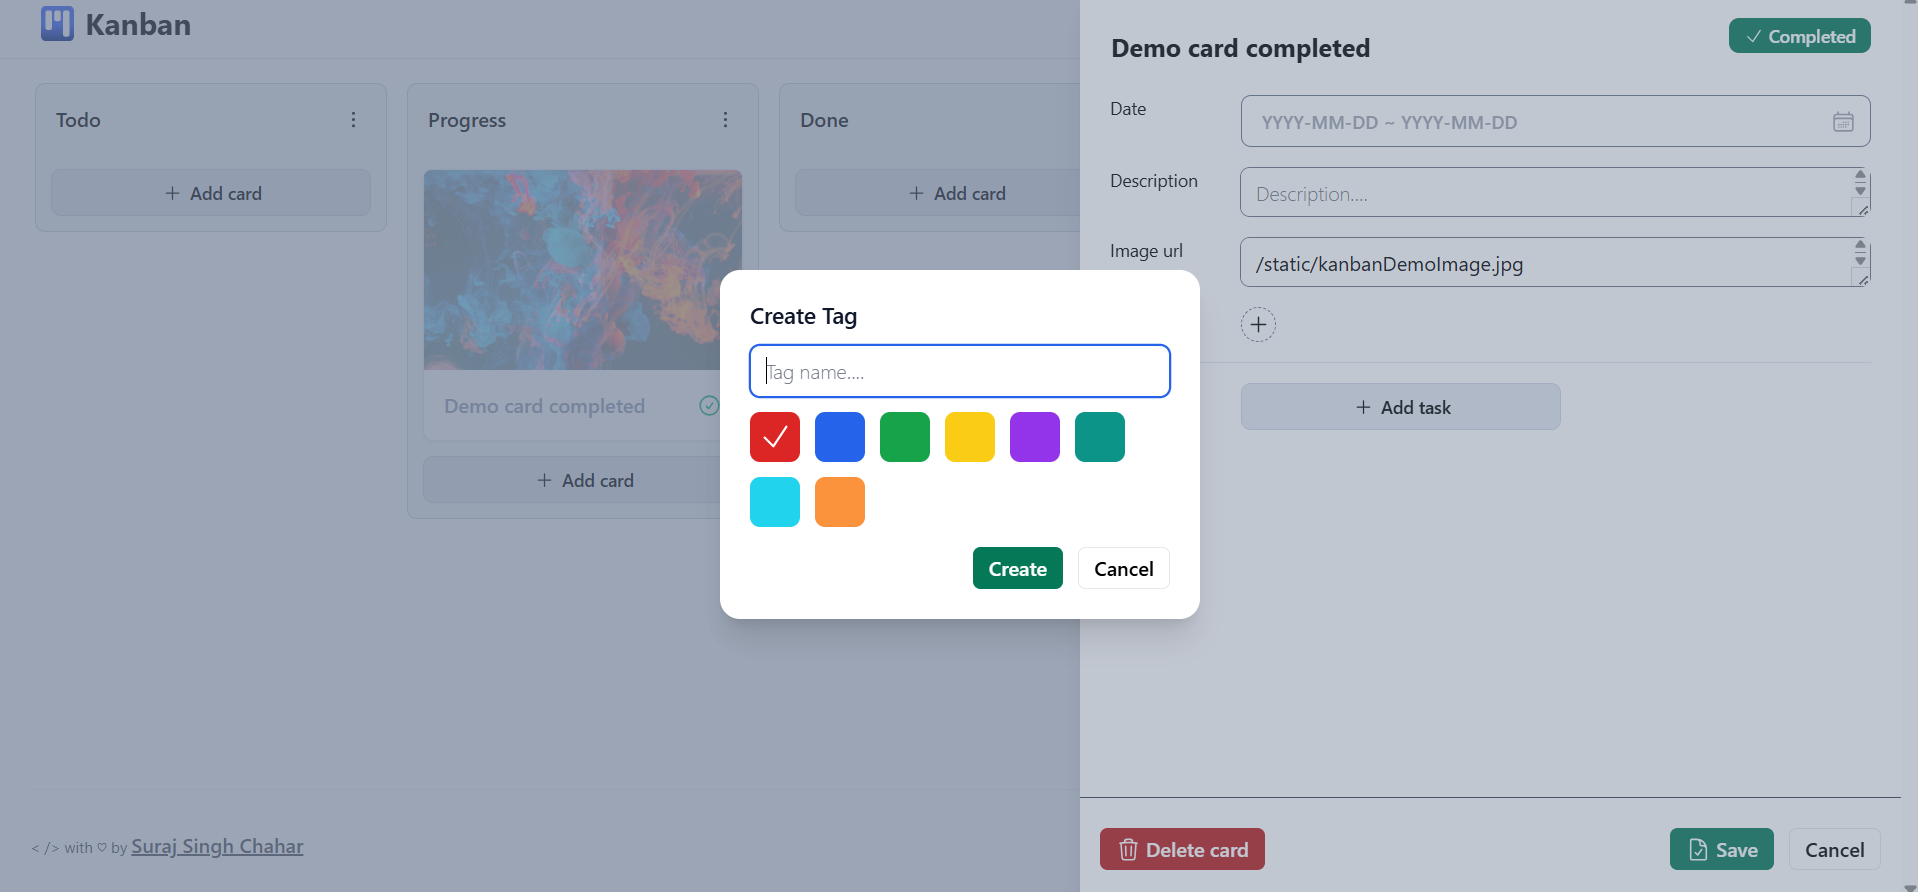 Kanban
Todo
Add card
Progress
Demo card completed
Add card
Done
Add card
Demo card completed
Completed
Date
YYYY-MM-DD ~ YYYY-MM-DD
Description
Description....
Image url
/static/kanbanDemoImage.jpg
Add task
Create Tag
Tag name....
Create
Cancel
< /> with ♡ by Suraj Singh Chahar
Delete card
Save
Cancel